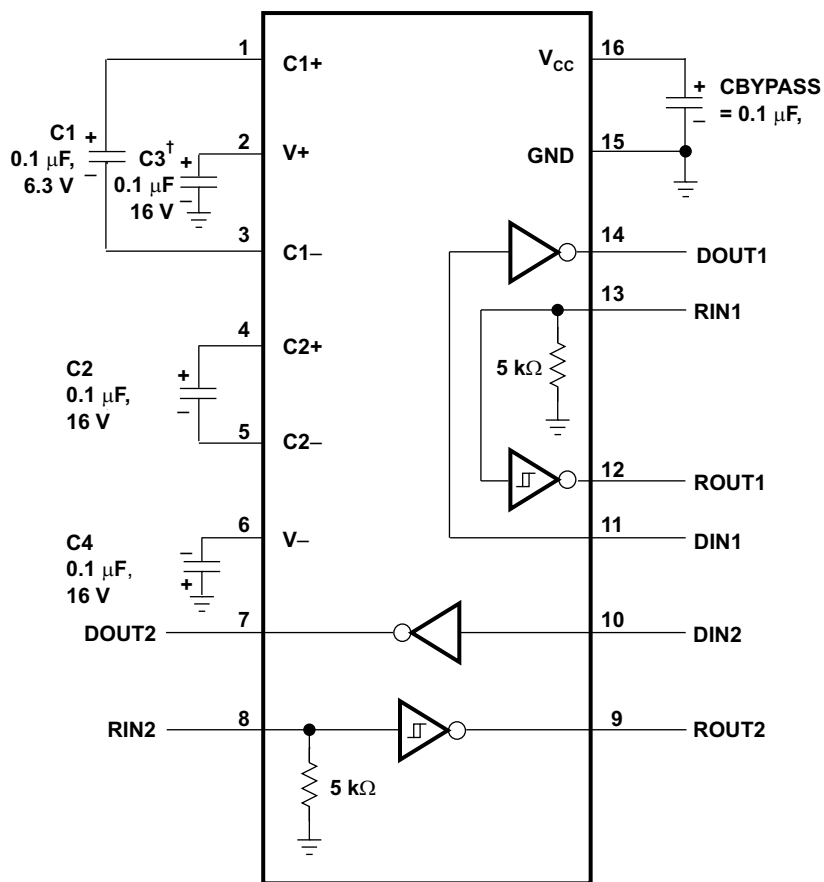 1
C1+
C1
0.1 μF,
6.3 V
+
–
C3†
0.1 μF
16 V
+
–
2
V+
3
C1–
4
C2+
C2
0.1 μF,
16 V
+
–
5
C2–
6
V–
C4
0.1 μF,
16 V
–
+
DOUT2
7
RIN2
8
5 kΩ
VCC
16
+
–
CBYPASS
= 0.1 μF,
GND
15
14
DOUT1
13
RIN1
5 kΩ
12
ROUT1
11
DIN1
10
DIN2
9
ROUT2